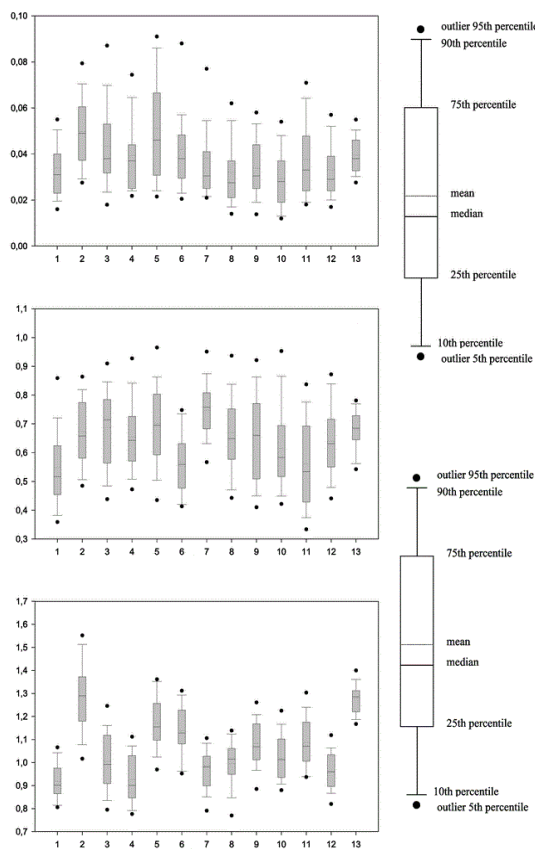 0,10
0,08
0,06
0,04
0,02
0,00
1 2 3 4 5 6 7 8 9 10 11 12 13
outlier 95th percentile
90th percentile
75th percentile
mean
median
25th percentile
10th percentile
outlier 5th percentile
1,1
1,0
0,9
0,8
0,7
0,6
0,5
0,4
0,3
1 2 3 4 5 6 7 8 9 10 11 12 13
1,7
1,6
1,5
1,4
1,3
1,2
1,1
1,0
0,9
0,8
0,7
1 2 3 4 5 6 7 8 9 10 11 12 13
outlier 95th percentile
90th percentile
75th percentile
mean
median
25th percentile
10th percentile
outlier 5th percentile